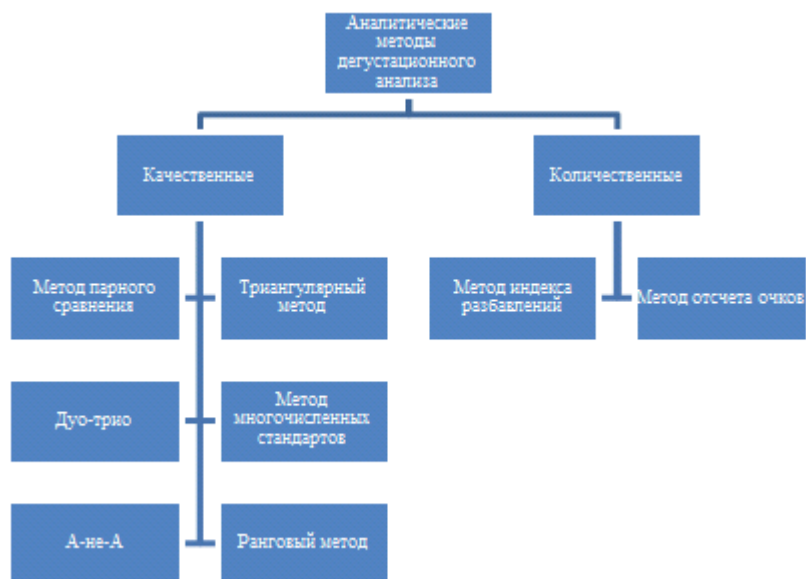 Аналитические
методы
дегустационного
анализа
Качественные
Количественные
Метод парного
сравнения
Триангулярный
метод
Метод индекса
разбавлений
Метод отсчета очков
Дуо-трио
Метод
многочисленных
стандартов
А-не-А
Ранговый метод